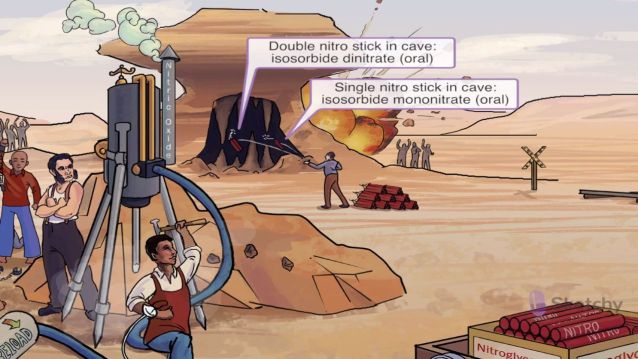 Double nitro stick in cave:
isosorbide dinitrate (oral)
Single nitro stick in cave:
isosorbide mononitrate (oral)
Nitric Oxide
RELOAD
Sketchy
NITRO
NITRO